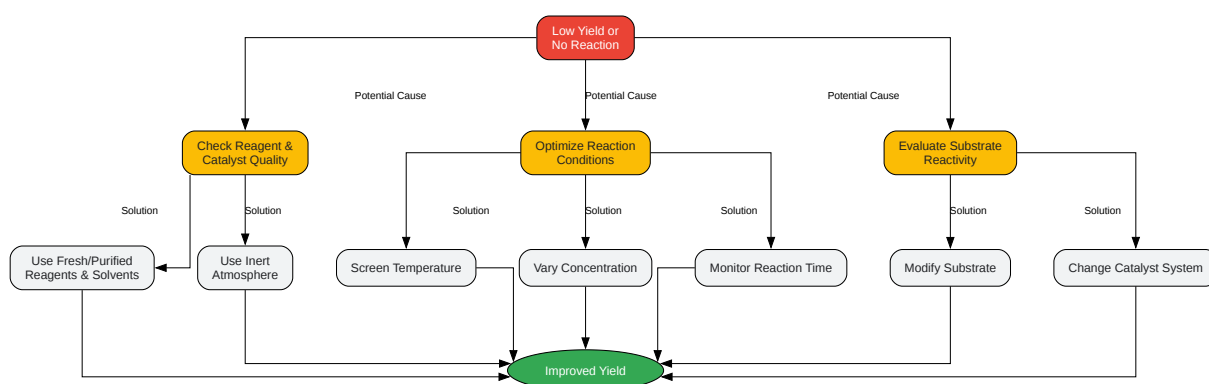 Low Yield or
No Reaction
Potential Cause
Potential Cause
Potential Cause
Check Reagent &
Catalyst Quality
Optimize Reaction
Conditions
Evaluate Substrate
Reactivity
Solution
Solution
Solution
Solution
Solution
Solution
Solution
Use Fresh/Purified
Reagents & Solvents
Use Inert
Atmosphere
Screen Temperature
Vary Concentration
Monitor Reaction Time
Modify Substrate
Change Catalyst System
Improved Yield